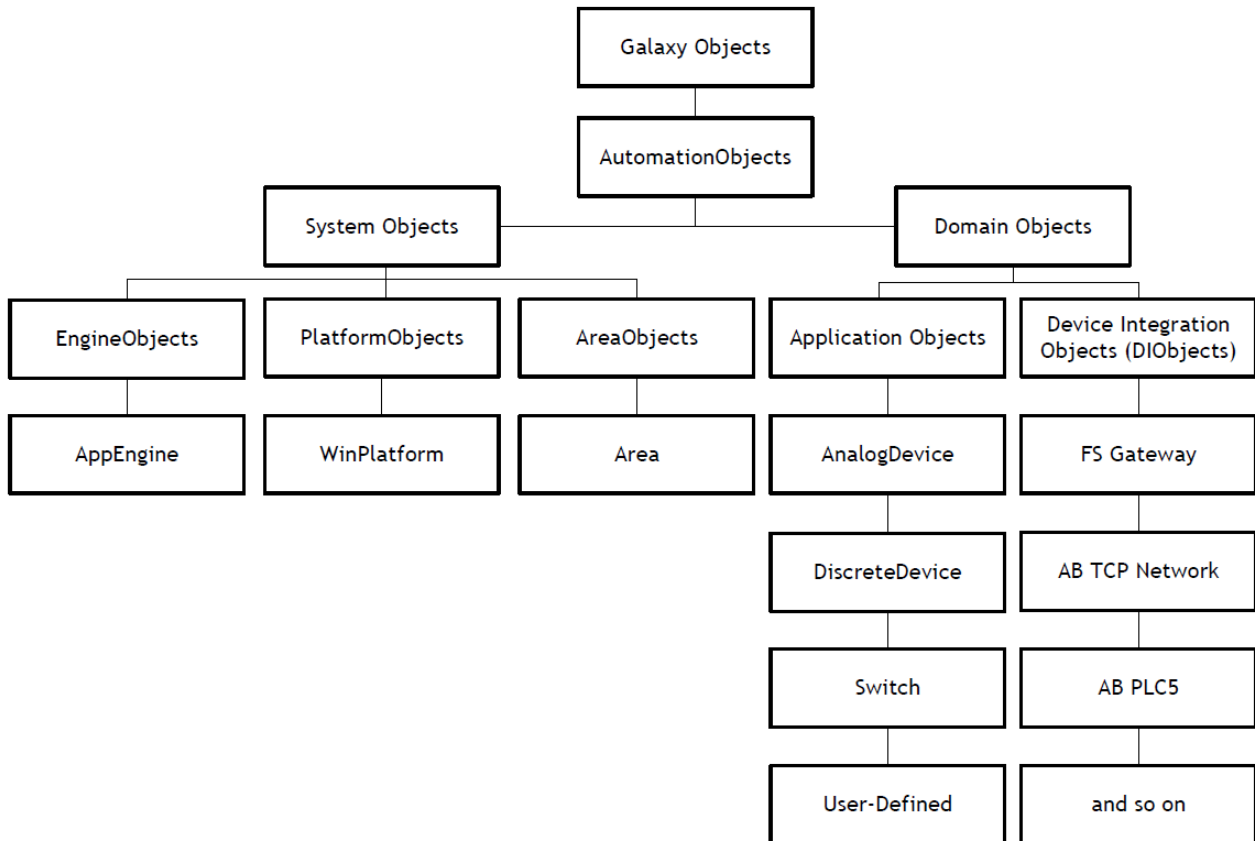 Galaxy Objects
AutomationObjects
System Objects
Domain Objects
EngineObjects
PlatformObjects
AreaObjects
Application Objects
Device Integration
Objects (DIObjects)
AppEngine
WinPlatform
Area
AnalogDevice
FS Gateway
DiscreteDevice
AB TCP Network
Switch
AB PLC5
User-Defined
and so on